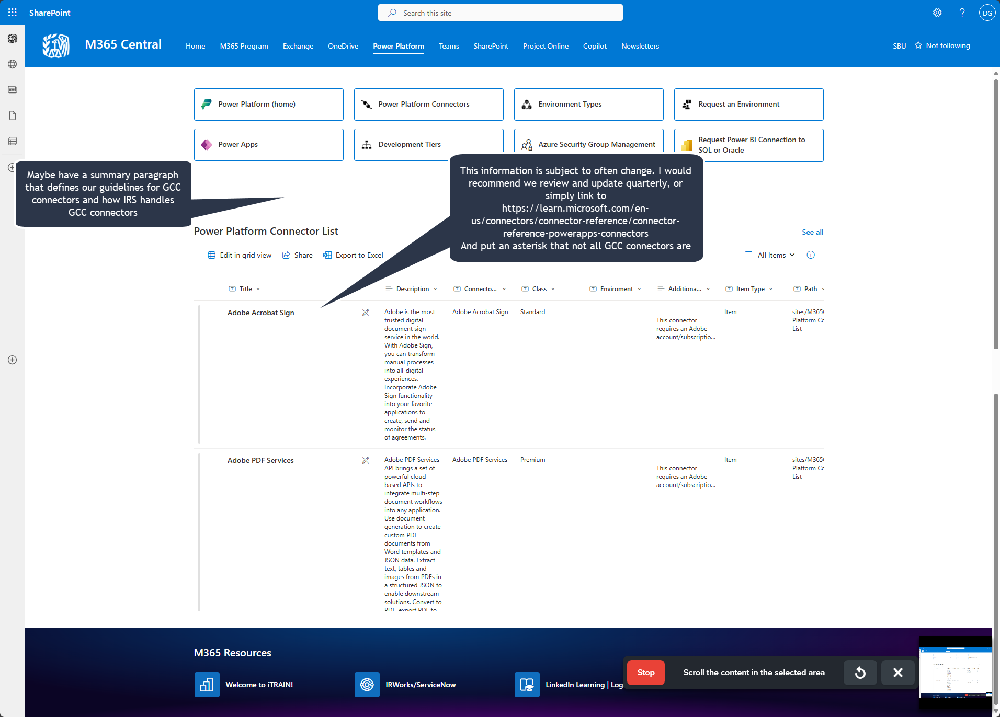 SharePoint
Search this site
DG
M365 Central
Home M365 Program Exchange OneDrive Power Platform Teams SharePoint Project Online Copilot Newsletters
SBU Not following
Power Platform (home)
Power Platform Connectors
Environment Types
Request an Environment
Power Apps
Development Tiers
Azure Security Group Management
Request Power BI Connection to
SQL or Oracle
Maybe have a summary paragraph
that defines our guidelines for GCC
connectors and how IRS handles
GCC connectors
This information is subject to often change. I would
recommend we review and update quarterly, or
simply link to
https://learn.microsoft.com/en-
us/connectors/connector-reference/connector-
reference-powerapps-connectors
And put an asterisk that not all GCC connectors are
Power Platform Connector List
See all
Edit in grid view Share Export to Excel
All Items
Title Description Connecto... Class Enviroment Additiona... Item Type Path
Adobe Acrobat Sign
Adobe is the most
trusted digital
document sign
service in the world.
With Adobe Sign,
you can transform
manual processes
into all-digital
experiences.
Incorporate Adobe
Sign functionality
into your favorite
applications to
create, send and
monitor the status
of agreements.
Adobe Acrobat Sign
Standard
This connector
requires an Adobe
account/subscriptio...
Item
sites/M365
Platform Co
List
Adobe PDF Services
Adobe PDF Services
API brings a set of
powerful cloud-
based APIs to
integrate multi-step
document workflows
into any application.
Use document
generation to create
custom PDF
documents from
Word templates and
JSON data. Extract
text, tables and
images from PDFs in
a structured JSON to
enable downstream
solutions. Convert to
PDF, export PDF to
Adobe PDF Services
Premium
This connector
requires an Adobe
account/subscriptio...
Item
sites/M365
Platform Co
List
M365 Resources
Welcome to iTRAIN!
IRWorks/ServiceNow
LinkedIn Learning | Log
Stop
Scroll the content in the selected area